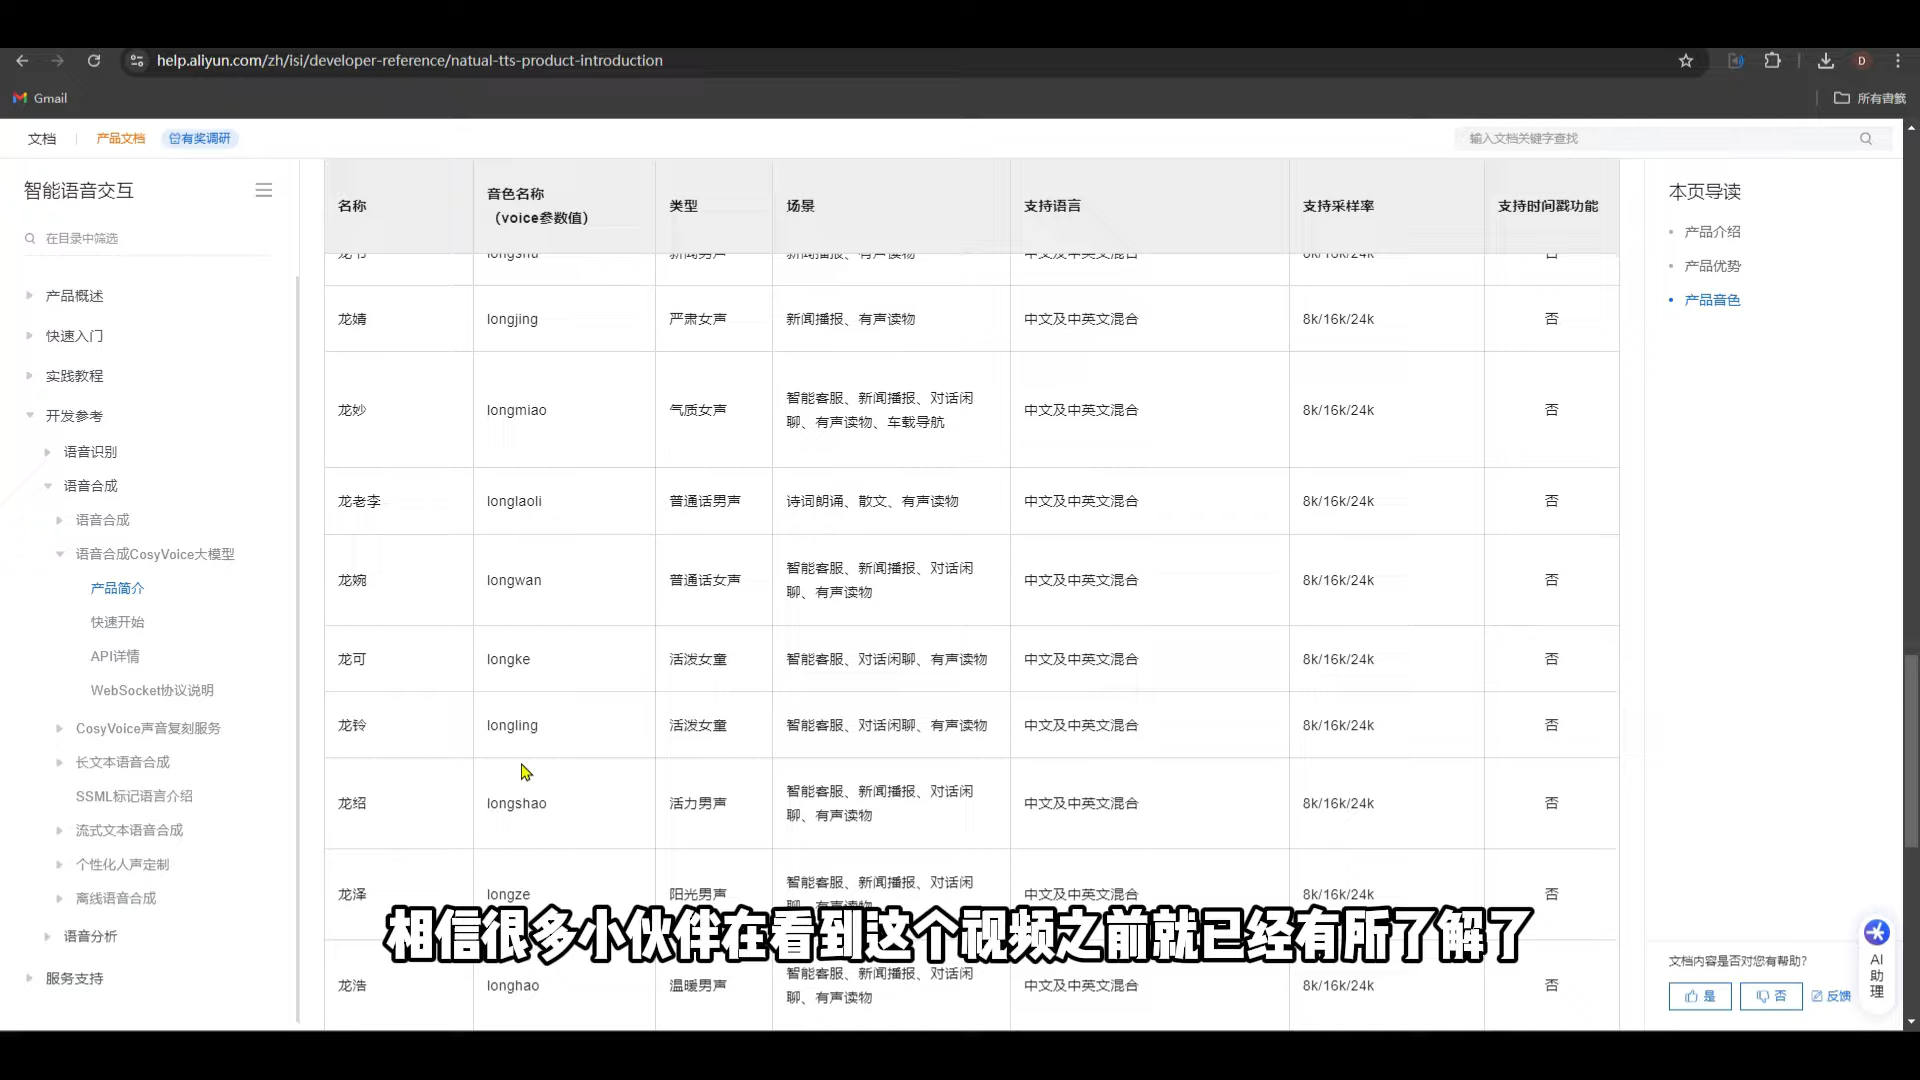 help.aliyun.com/zh/isi/developer-reference/natual-tts-product-introduction
D
Gmail
所有書籤
文档
产品文档
有奖调研
输入文档关键字查找
智能语音交互
在目录中筛选
产品概述
快速入门
实践教程
开发参考
语音识别
语音合成
语音合成
语音合成CosyVoice大模型
产品简介
快速开始
API详情
WebSocket协议说明
CosyVoice声音复刻服务
长文本语音合成
SSML标记语言介绍
流式文本语音合成
个性化人声定制
离线语音合成
语音分析
服务支持
名称 音色名称 类型 场景 支持语言 支持采样率 支持时间戳功能
（voice参数值）
龙婧 longjing 严肃女声 新闻播报、有声读物 中文及中英文混合 8k/16k/24k 否
龙妙 longmiao 气质女声 智能客服、新闻播报、对话闲 中文及中英文混合 8k/16k/24k 否
聊、有声读物、车载导航
龙老李 longlaoli 普通话男声 诗词朗诵、散文、有声读物 中文及中英文混合 8k/16k/24k 否
龙婉 longwan 普通话女声 智能客服、新闻播报、对话闲 中文及中英文混合 8k/16k/24k 否
聊、有声读物
龙可 longke 活泼女童 智能客服、对话闲聊、有声读物 中文及中英文混合 8k/16k/24k 否
龙铃 longling 活泼女童 智能客服、对话闲聊、有声读物 中文及中英文混合 8k/16k/24k 否
龙绍 longshao 活力男声 智能客服、新闻播报、对话闲 中文及中英文混合 8k/16k/24k 否
聊、有声读物
龙泽 longze 阳光男声 智能客服、新闻播报、对话闲 中文及中英文混合 8k/16k/24k 否
相信很多小伙伴在看到这个视频之前就已经有所了解了
龙浩 longhao 温暖男声 智能客服、新闻播报、对话闲 中文及中英文混合 8k/16k/24k 否
聊、有声读物
本页导读
产品介绍
产品优势
产品音色
文档内容是否对您有帮助?
是
否
反馈
AI
助
理